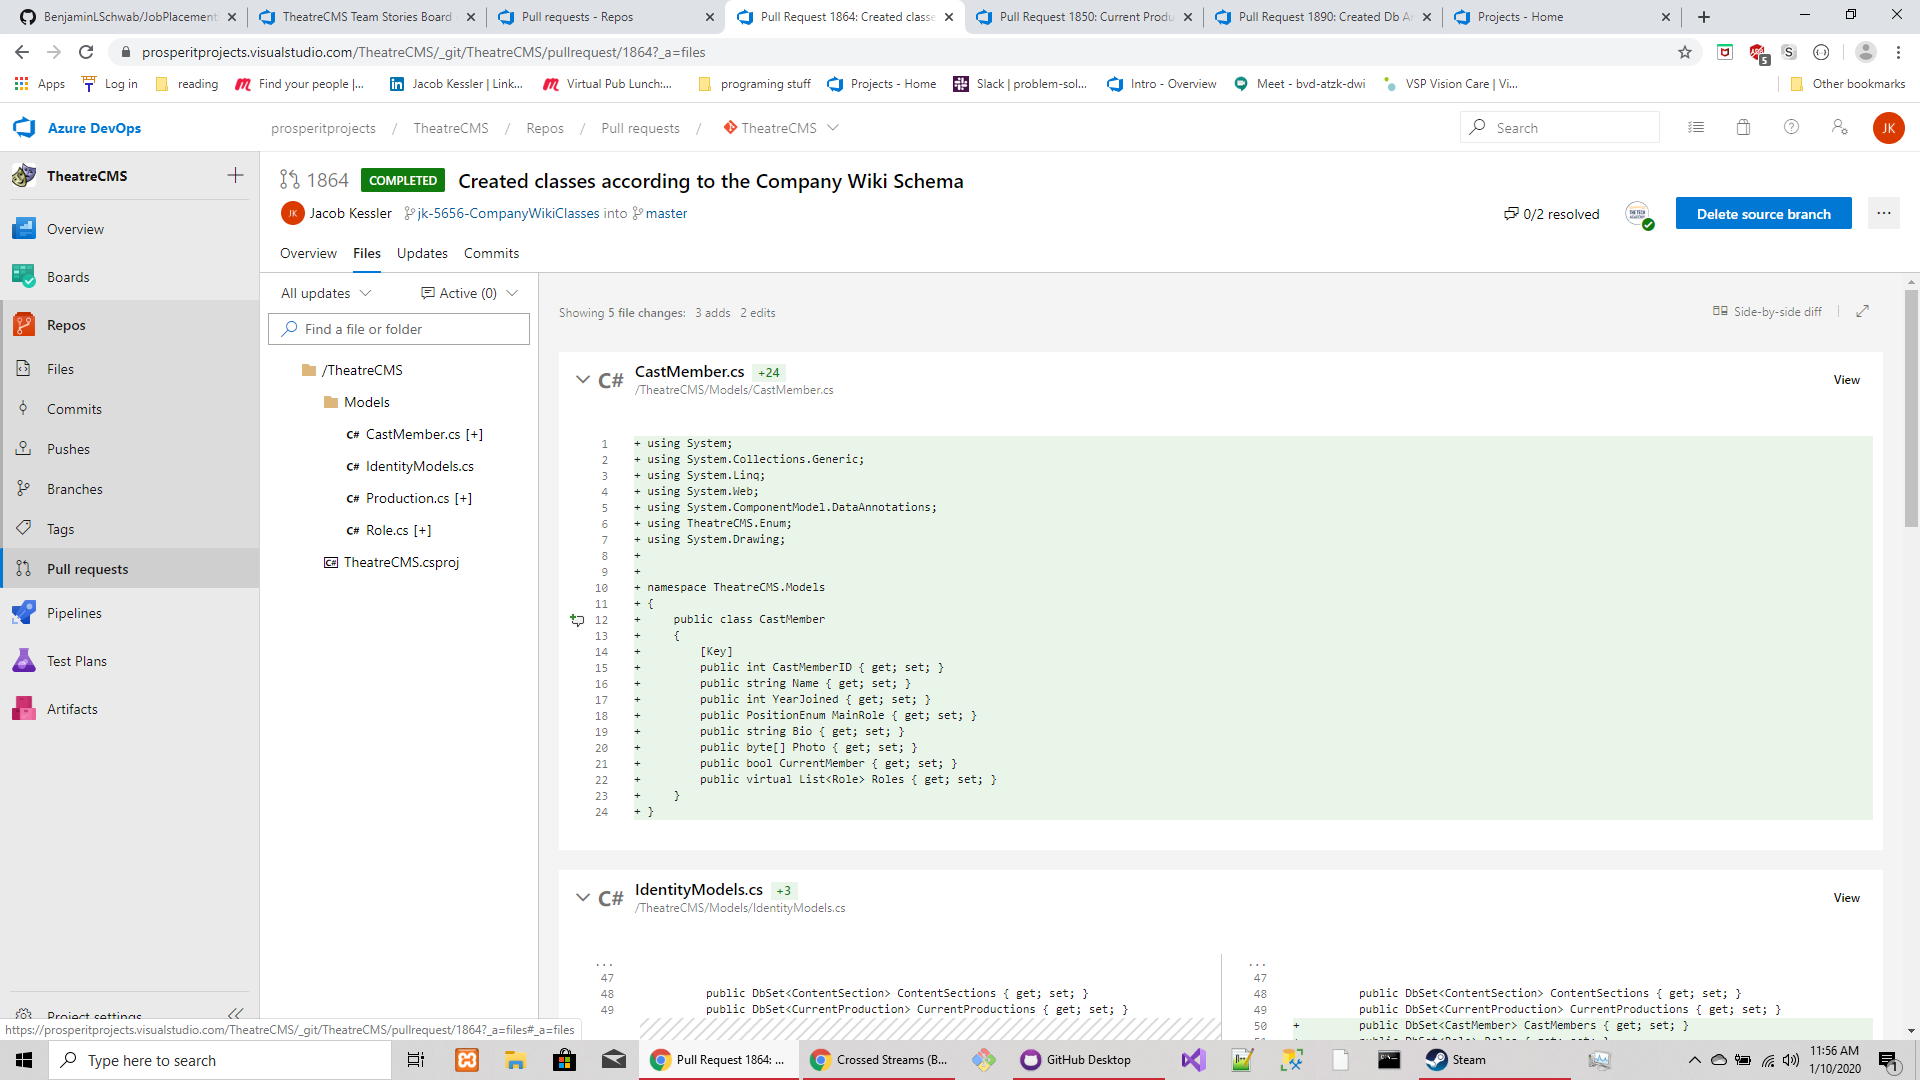 BenjaminLSchwab/JobPlacement
TheatreCMS Team Stories Board
Pull requests - Repos
Pull Request 1864: Created classe
Pull Request 1850: Current Produ
Pull Request 1890: Created Db A
Projects - Home
prosperitprojects.visualstudio.com/TheatreCMS/_git/TheatreCMS/pullrequest/1864?_a=files
5
Apps
Log in
reading
Find your people |...
Jacob Kessler | Link...
Virtual Pub Lunch:...
programing stuff
Projects - Home
Slack | problem-sol...
Intro - Overview
Meet - bvd-atzk-dwi
VSP Vision Care | Vi...
Other bookmarks
Azure DevOps
prosperitprojects / TheatreCMS / Repos / Pull requests / TheatreCMS
Search
JK
TheatreCMS
Overview
Boards
Repos
Files
Commits
Pushes
Branches
Tags
Pull requests
Pipelines
Test Plans
Artifacts
Project settings
1864 COMPLETED Created classes according to the Company Wiki Schema
JK Jacob Kessler jk-5656-CompanyWikiClasses into master
0/2 resolved
Delete source branch
Overview Files Updates Commits
All updates
Active (0)
Find a file or folder
/TheatreCMS
Models
C# CastMember.cs [+]
C# IdentityModels.cs
C# Production.cs [+]
C# Role.cs [+]
TheatreCMS.csproj
Showing 5 file changes: 3 adds 2 edits
Side-by-side diff
C# CastMember.cs +24
/TheatreCMS/Models/CastMember.cs
View
1 + using System;
2 + using System.Collections.Generic;
3 + using System.Linq;
4 + using System.Web;
5 + using System.ComponentModel.DataAnnotations;
6 + using TheatreCMS.Enum;
7 + using System.Drawing;
8 +
9 +
10 + namespace TheatreCMS.Models
11 + {
12 + public class CastMember
13 + {
14 + [Key]
15 + public int CastMemberID { get; set; }
16 + public string Name { get; set; }
17 + public int YearJoined { get; set; }
18 + public PositionEnum MainRole { get; set; }
19 + public string Bio { get; set; }
20 + public byte[] Photo { get; set; }
21 + public bool CurrentMember { get; set; }
22 + public virtual List<Role> Roles { get; set; }
23 + }
24 + }
C# IdentityModels.cs +3
/TheatreCMS/Models/IdentityModels.cs
View
... ...
47 47
48 public DbSet<ContentSection> ContentSections { get; set; } 48 public DbSet<ContentSection> ContentSections { get; set; }
49 public DbSet<CurrentProduction> CurrentProductions { get; set; } 49 public DbSet<CurrentProduction> CurrentProductions { get; set; }
50 + public DbSet<CastMember> CastMembers { get; set; }
https://prosperitprojects.visualstudio.com/TheatreCMS/_git/TheatreCMS/pullrequest/1864?_a=files#_a=files
Type here to search
Pull Request 1864: ...
Crossed Streams (B...
GitHub Desktop
Steam
11:56 AM
1/10/2020
1